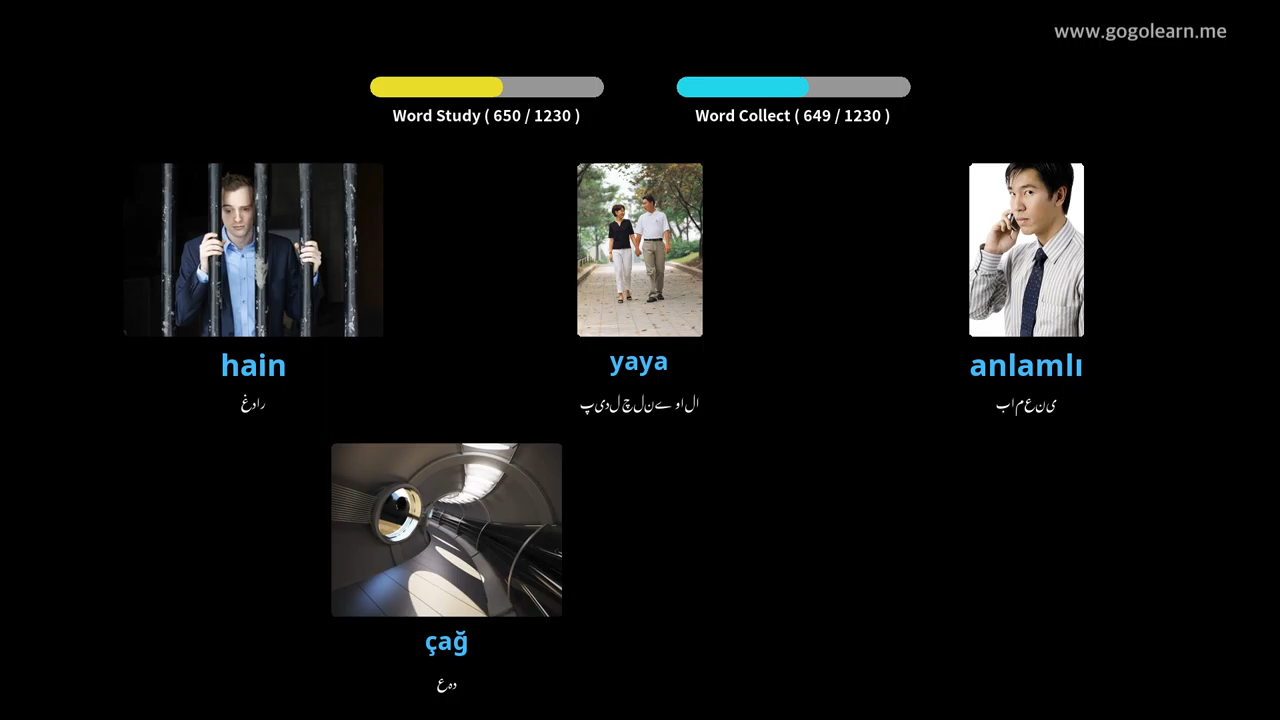 www.gogolearn.me
Word Study ( 650 / 1230 )
Word Collect ( 649 / 1230 )
hain
غدار
yaya
پیدل چلنے والا
anlamlı
بامعنی
çağ
عہد